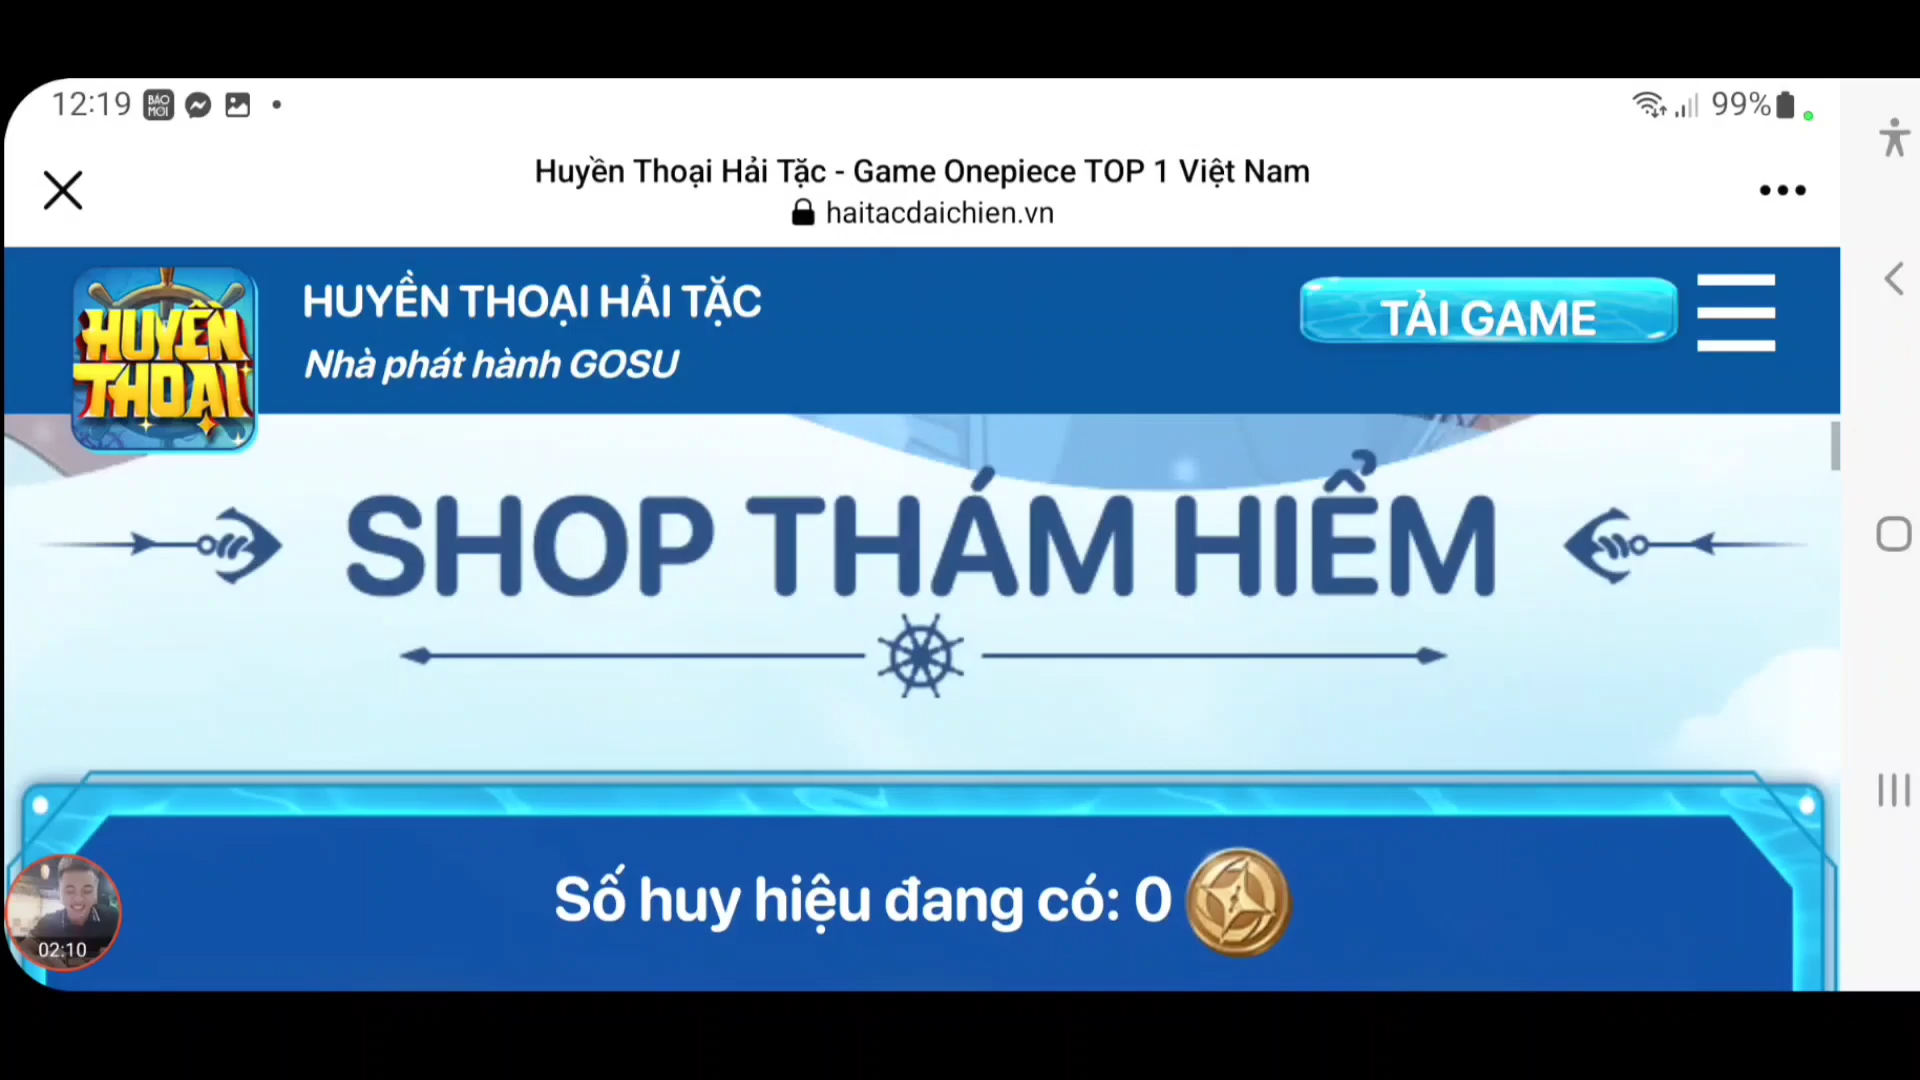 12:19 BÁO MỚI 99%
Huyền Thoại Hải Tặc - Game Onepiece TOP 1 Việt Nam
haitacdaichien.vn
HUYỀN THOẠI
HUYỀN THOẠI HẢI TẶC
Nhà phát hành GOSU
TẢI GAME
SHOP THÁM HIỂM
Số huy hiệu đang có: 0
02:10